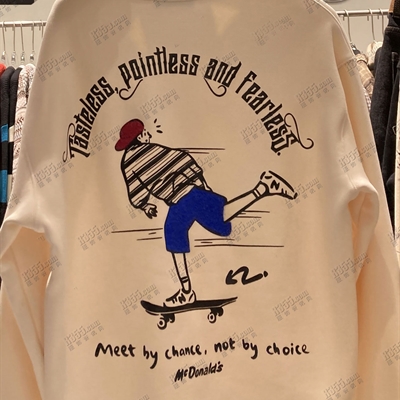 Tasteless, pointless and Fearless.
Meet by chance, not by choice
McDonald's